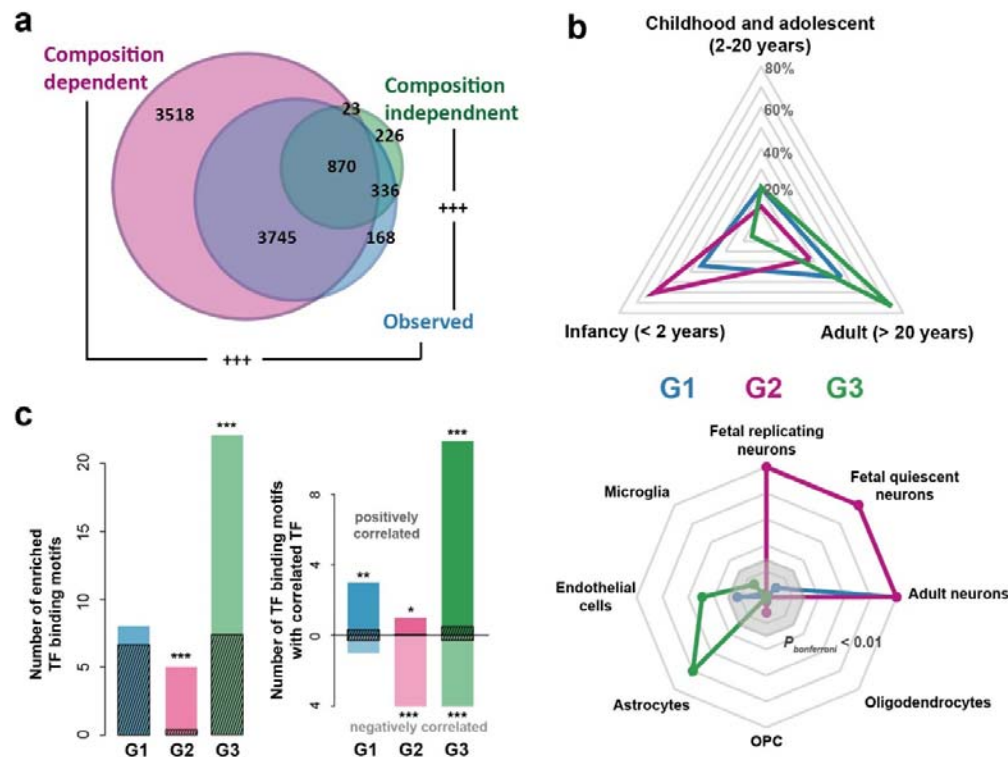 a
Composition
dependent
Composition
independnent
3518
23
226
870
336
3745
168
+++
Observed
+++
b
Childhood and adolescent
(2-20 years)
80%
60%
40%
20%
Infancy (< 2 years)
Adult (> 20 years)
G1 G2 G3
Fetal replicating
neurons
Fetal quiescent
neurons
Microglia
Endothelial
cells
Adult neurons
P bonferroni < 0.01
Astrocytes
Oligodendrocytes
OPC
c
Number of enriched
TF binding motifs
20
15
10
5
0
***
***
G1 G2 G3
Number of TF binding motifs
with correlated TF
8
4
0
4
positively
correlated
**
*
***
***
***
negatively correlated
G1 G2 G3